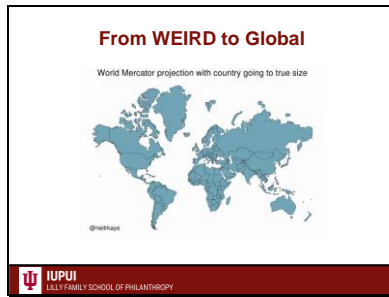 From WEIRD to Global
World Mercator projection with country going to true size
@neilrkaye
IUPUI
LILLY FAMILY SCHOOL OF PHILANTHROPY